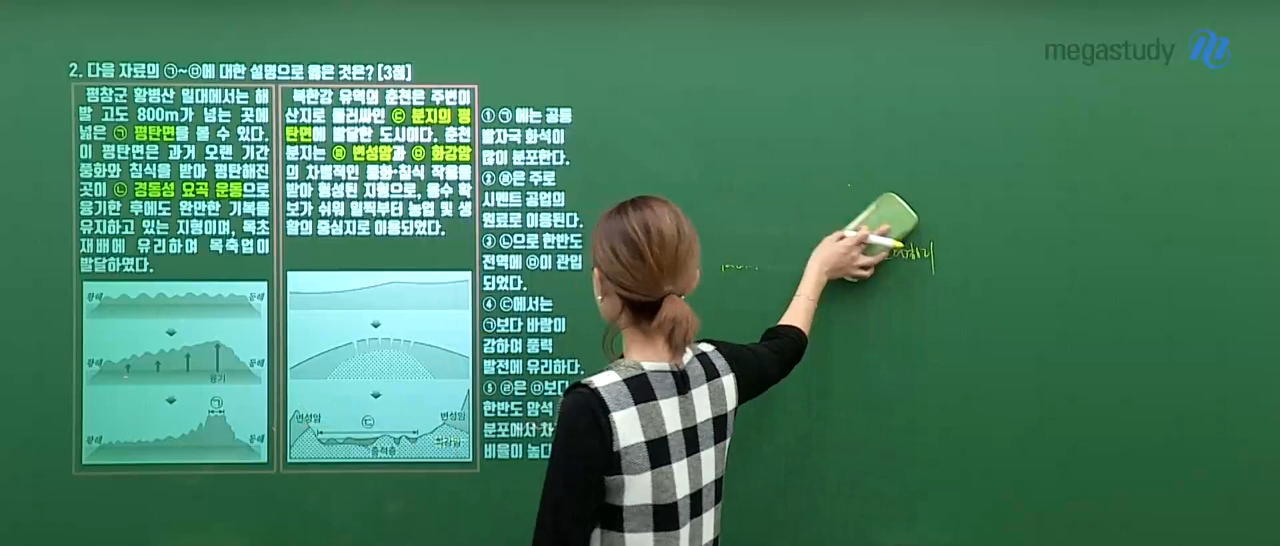 megastudy
2. 다음 자료의 ㉠~㉤에 대한 설명으로 옳은 것은? [3점]
평창군 황병산 일대에서는 해
발 고도 800m가 넘는 곳에
넓은 ㉠ 평탄면을 볼 수 있다.
이 평탄면은 과거 오랜 기간
풍화와 침식을 받아 평탄해진
곳이 ㉡ 경동성 요곡 운동으로
융기한 후에도 완만한 기복을
유지하고 있는 지형이며, 목초
재배에 유리하여 목축업이
발달하였다.
황해 동해
황해 동해
융기
㉠
황해 동해
북한강 유역의 춘천은 주변이
산지로 둘러싸인 ㉢ 분지의 평
탄면에 발달한 도시이다. 춘천
분지는 ㉣ 변성암과 ㉤ 화강암
의 차별적인 풍화·침식 작용을
받아 형성된 지형으로, 용수 확
보가 쉬워 일찍부터 농업 및 생
활의 중심지로 이용되었다.
변성암 ㉢ 변성암
충적층 화강암
① ㉠ 에는 공룡
발자국 화석이
많이 분포한다.
② ㉣은 주로
시멘트 공업의
원료로 이용된다.
③ ㉡으로 한반도
전역에 ㉤이 관입
되었다.
④ ㉢에서는
㉠보다 바람이
강하여 풍력
발전에 유리하다.
⑤ ㉣은 ㉤보다
한반도 암석
분포에서 차
비율이 높다